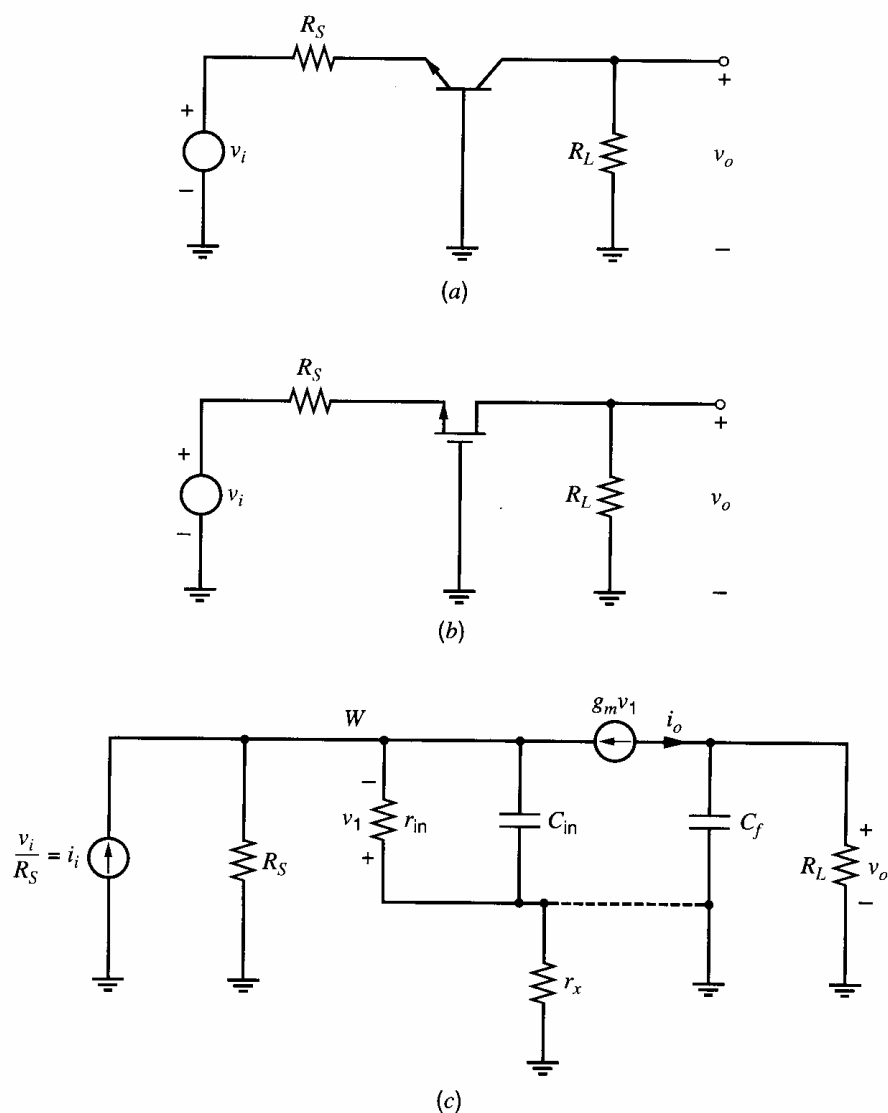 R_S
+
v_i
−
R_L
+
v_o
−
(a)
R_S
+
v_i
−
R_L
+
v_o
−
(b)
W
g_m v_1
i_o
v_i/R_S = i_i
R_S
−
v_1
+
r_in
C_in
C_f
R_L
+
v_o
−
r_x
(c)